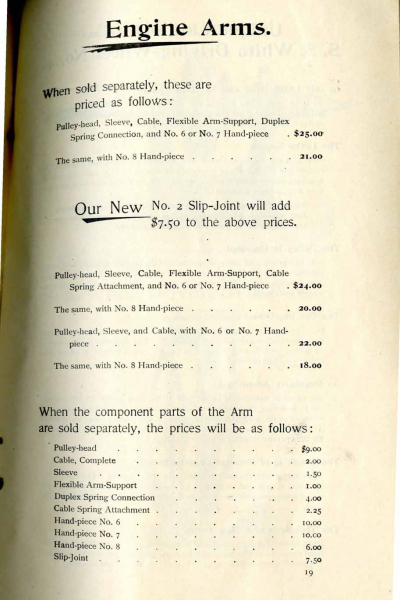 Engine Arms.
When sold separately, these are
priced as follows:
Pulley-head, Sleeve, Cable, Flexible Arm-Support, Duplex
Spring Connection, and No. 6 or No. 7 Hand-piece . $25.00
The same, with No. 8 Hand-piece . . . . . . 21.00
Our New No. 2 Slip-Joint will add
$7.50 to the above prices.
Pulley-head, Sleeve, Cable, Flexible Arm-Support, Cable
Spring Attachment, and No. 6 or No. 7 Hand-piece . $24.00
The same, with No. 8 Hand-piece . . . . . . 20.00
Pulley-head, Sleeve, and Cable, with No. 6 or No. 7 Hand-
piece . . . . . . . . . . . 22.00
The same, with No. 8 Hand-piece . . . . . . 18.00
When the component parts of the Arm
are sold separately, the prices will be as follows:
Pulley-head . . . . . . . . . $9.00
Cable, Complete . . . . . . . . 2.00
Sleeve . . . . . . . . . . 1.50
Flexible Arm-Support . . . . . . . 1.00
Duplex Spring Connection . . . . . . 4.00
Cable Spring Attachment . . . . . . . 2.25
Hand-piece No. 6 . . . . . . . . 10.00
Hand-piece No. 7 . . . . . . . . 10.00
Hand-piece No. 8 . . . . . . . . 6.00
Slip-Joint . . . . . . . . . . 7.50
19